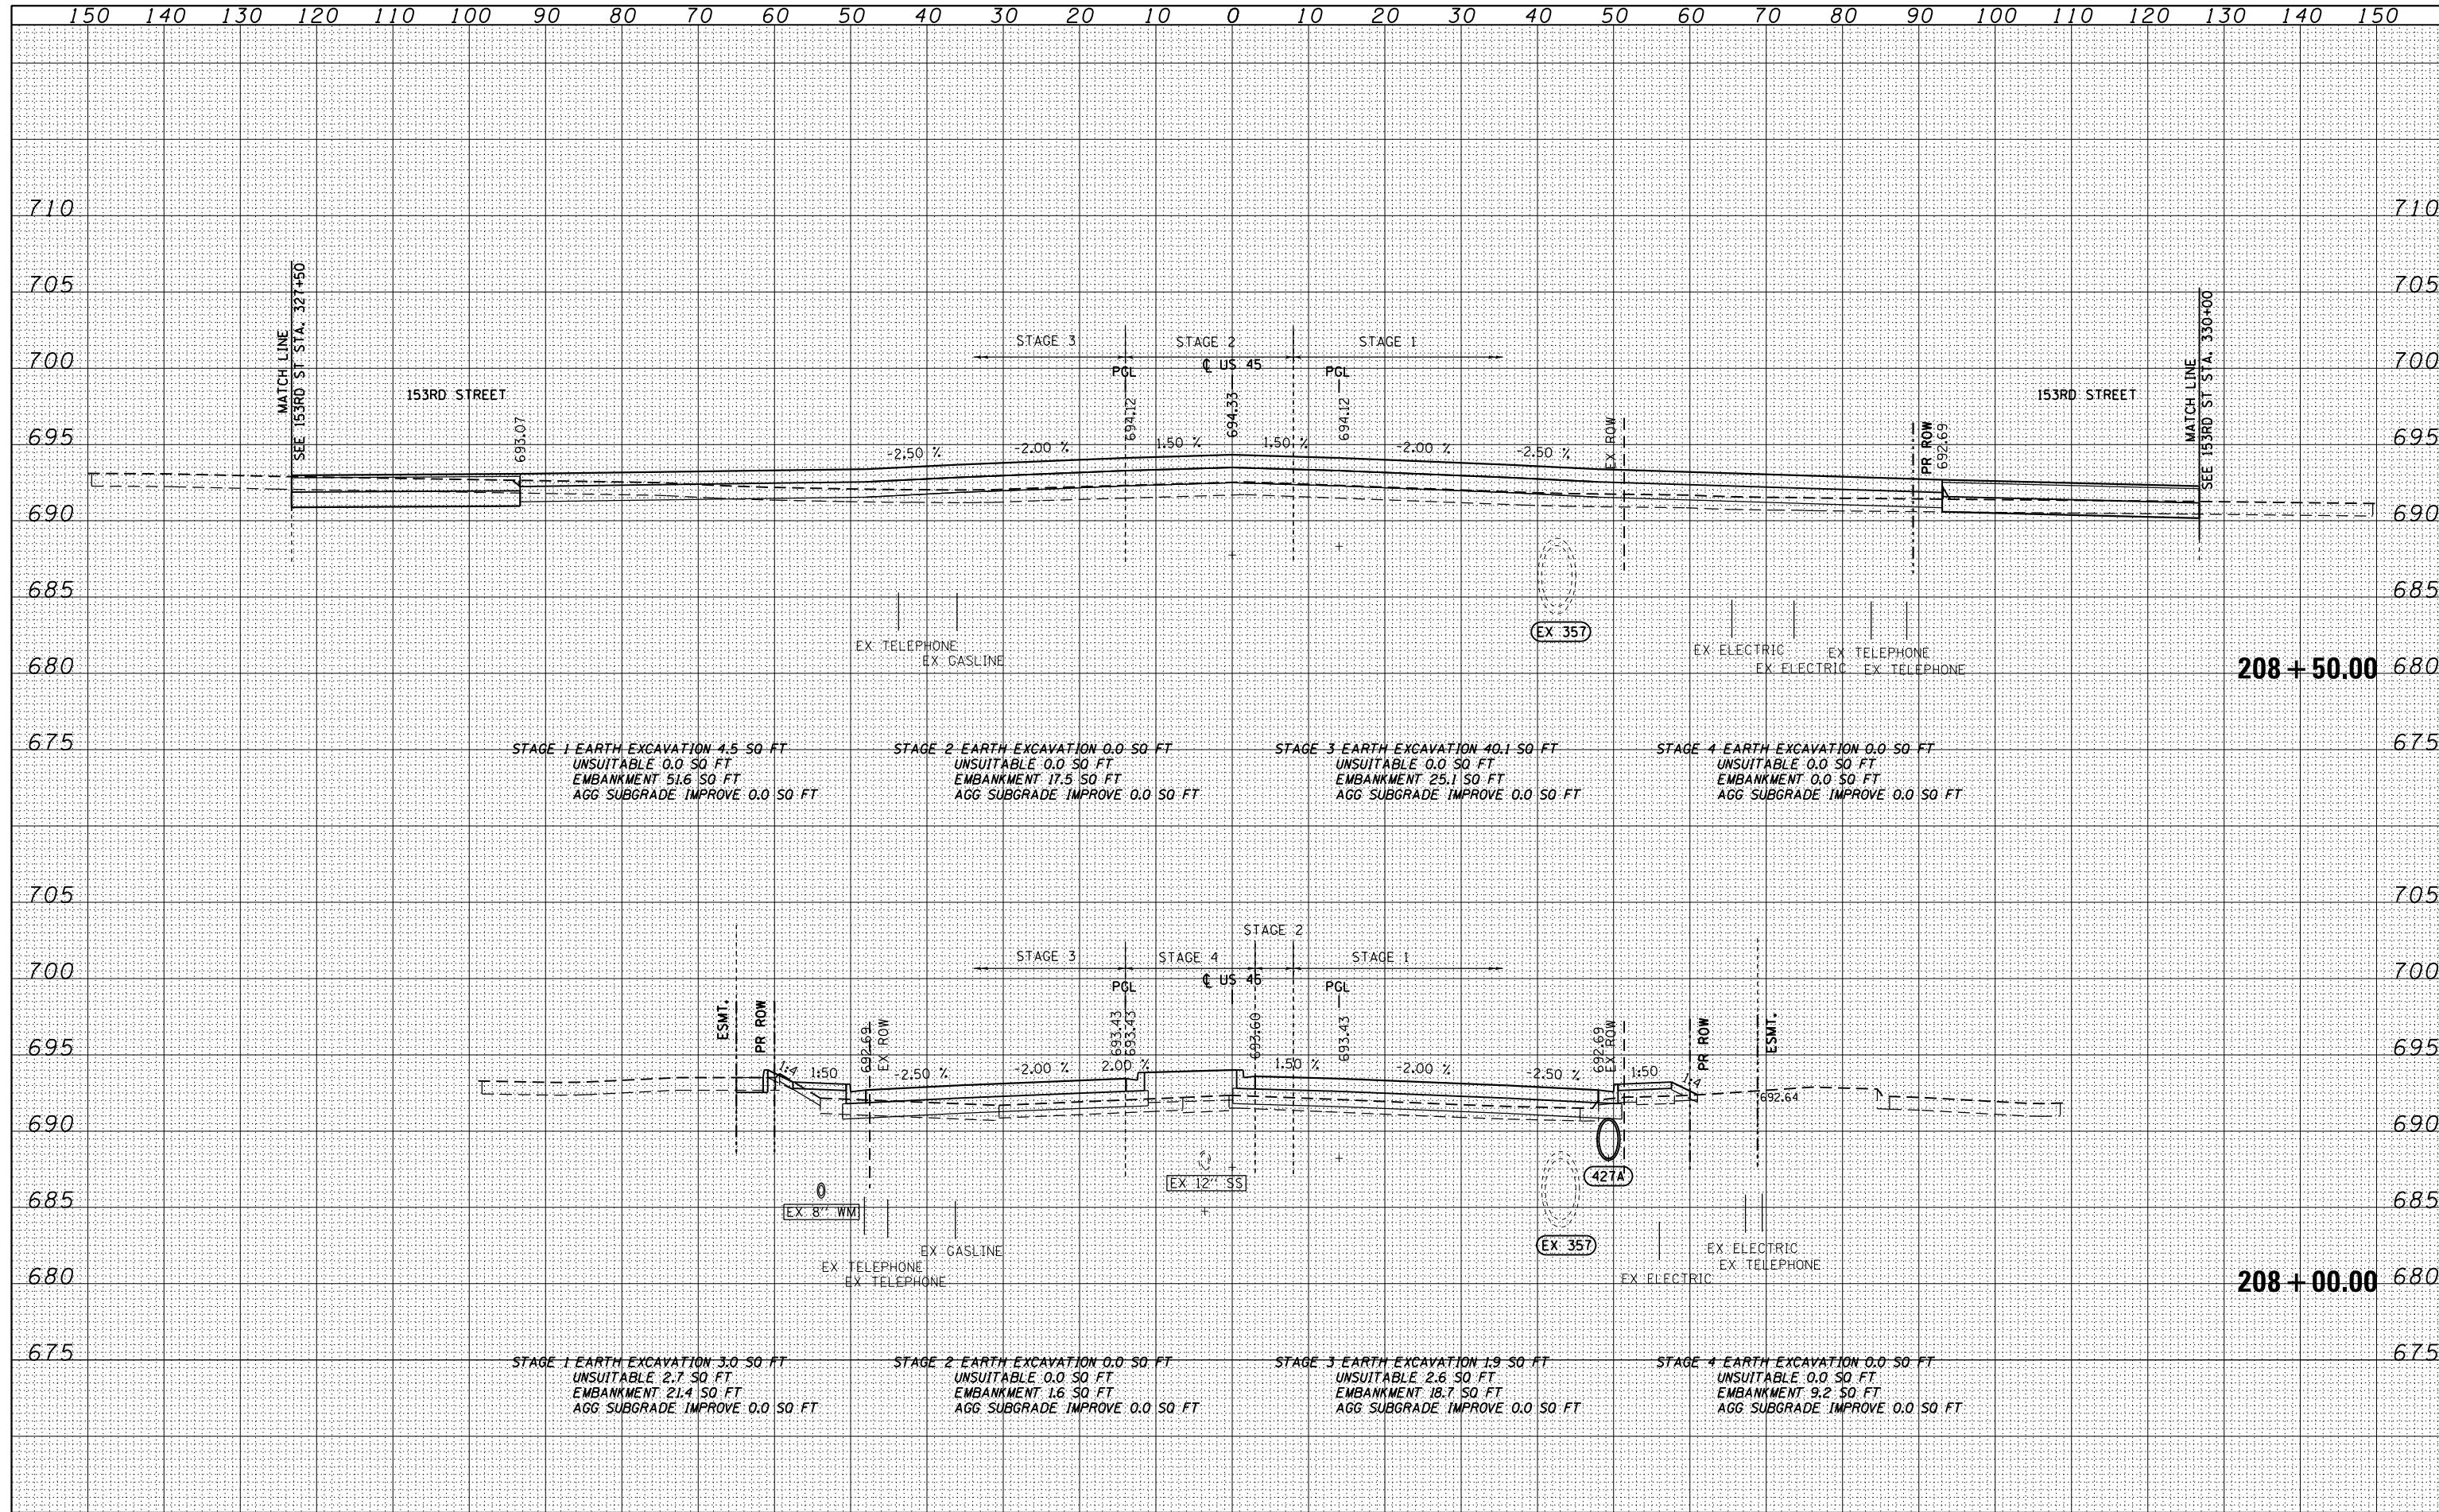 150 140 130 120 110 100 90 80 70 60 50 40 30 20 10 0 10 20 30 40 50 60 70 80 90 100 110 120 130 140 150
710 710
705 705
700 700
695 695
690 690
685 685
680 680
675 675
MATCH LINE
SEE 153RD ST STA. 327+50
153RD STREET
693.07
STAGE 3
STAGE 2
STAGE 1
℄ US 45
PGL
PGL
694.12
694.33
694.12
-2.50 %
-2.00 %
1.50 %
1.50 %
-2.00 %
-2.50 %
EX ROW
PR ROW
692.69
153RD STREET
MATCH LINE
SEE 153RD ST STA. 330+00
EX TELEPHONE
EX GASLINE
EX 357
EX ELECTRIC
EX ELECTRIC
EX TELEPHONE
EX TELEPHONE
208 + 50.00
STAGE 1 EARTH EXCAVATION 4.5 SQ FT
UNSUITABLE 0.0 SQ FT
EMBANKMENT 51.6 SQ FT
AGG SUBGRADE IMPROVE 0.0 SQ FT
STAGE 2 EARTH EXCAVATION 0.0 SQ FT
UNSUITABLE 0.0 SQ FT
EMBANKMENT 17.5 SQ FT
AGG SUBGRADE IMPROVE 0.0 SQ FT
STAGE 3 EARTH EXCAVATION 40.1 SQ FT
UNSUITABLE 0.0 SQ FT
EMBANKMENT 25.1 SQ FT
AGG SUBGRADE IMPROVE 0.0 SQ FT
STAGE 4 EARTH EXCAVATION 0.0 SQ FT
UNSUITABLE 0.0 SQ FT
EMBANKMENT 0.0 SQ FT
AGG SUBGRADE IMPROVE 0.0 SQ FT
705 705
700 700
695 695
690 690
685 685
680 680
675 675
STAGE 2
STAGE 3
STAGE 4
STAGE 1
℄ US 45
PGL
PGL
ESMT.
PR ROW
1:4
1:50
692.69
EX ROW
-2.50 %
-2.00 %
693.43
693.43
2.00 %
693.60
1.50 %
693.43
-2.00 %
-2.50 %
692.69
EX ROW
1:50
1:4
PR ROW
ESMT.
692.64
EX 8'' WM
EX TELEPHONE
EX TELEPHONE
EX GASLINE
EX 12'' SS
427A
EX 357
EX ELECTRIC
EX ELECTRIC
EX TELEPHONE
208 + 00.00
STAGE 1 EARTH EXCAVATION 3.0 SQ FT
UNSUITABLE 2.7 SQ FT
EMBANKMENT 21.4 SQ FT
AGG SUBGRADE IMPROVE 0.0 SQ FT
STAGE 2 EARTH EXCAVATION 0.0 SQ FT
UNSUITABLE 0.0 SQ FT
EMBANKMENT 1.6 SQ FT
AGG SUBGRADE IMPROVE 0.0 SQ FT
STAGE 3 EARTH EXCAVATION 1.9 SQ FT
UNSUITABLE 2.6 SQ FT
EMBANKMENT 18.7 SQ FT
AGG SUBGRADE IMPROVE 0.0 SQ FT
STAGE 4 EARTH EXCAVATION 0.0 SQ FT
UNSUITABLE 0.0 SQ FT
EMBANKMENT 9.2 SQ FT
AGG SUBGRADE IMPROVE 0.0 SQ FT